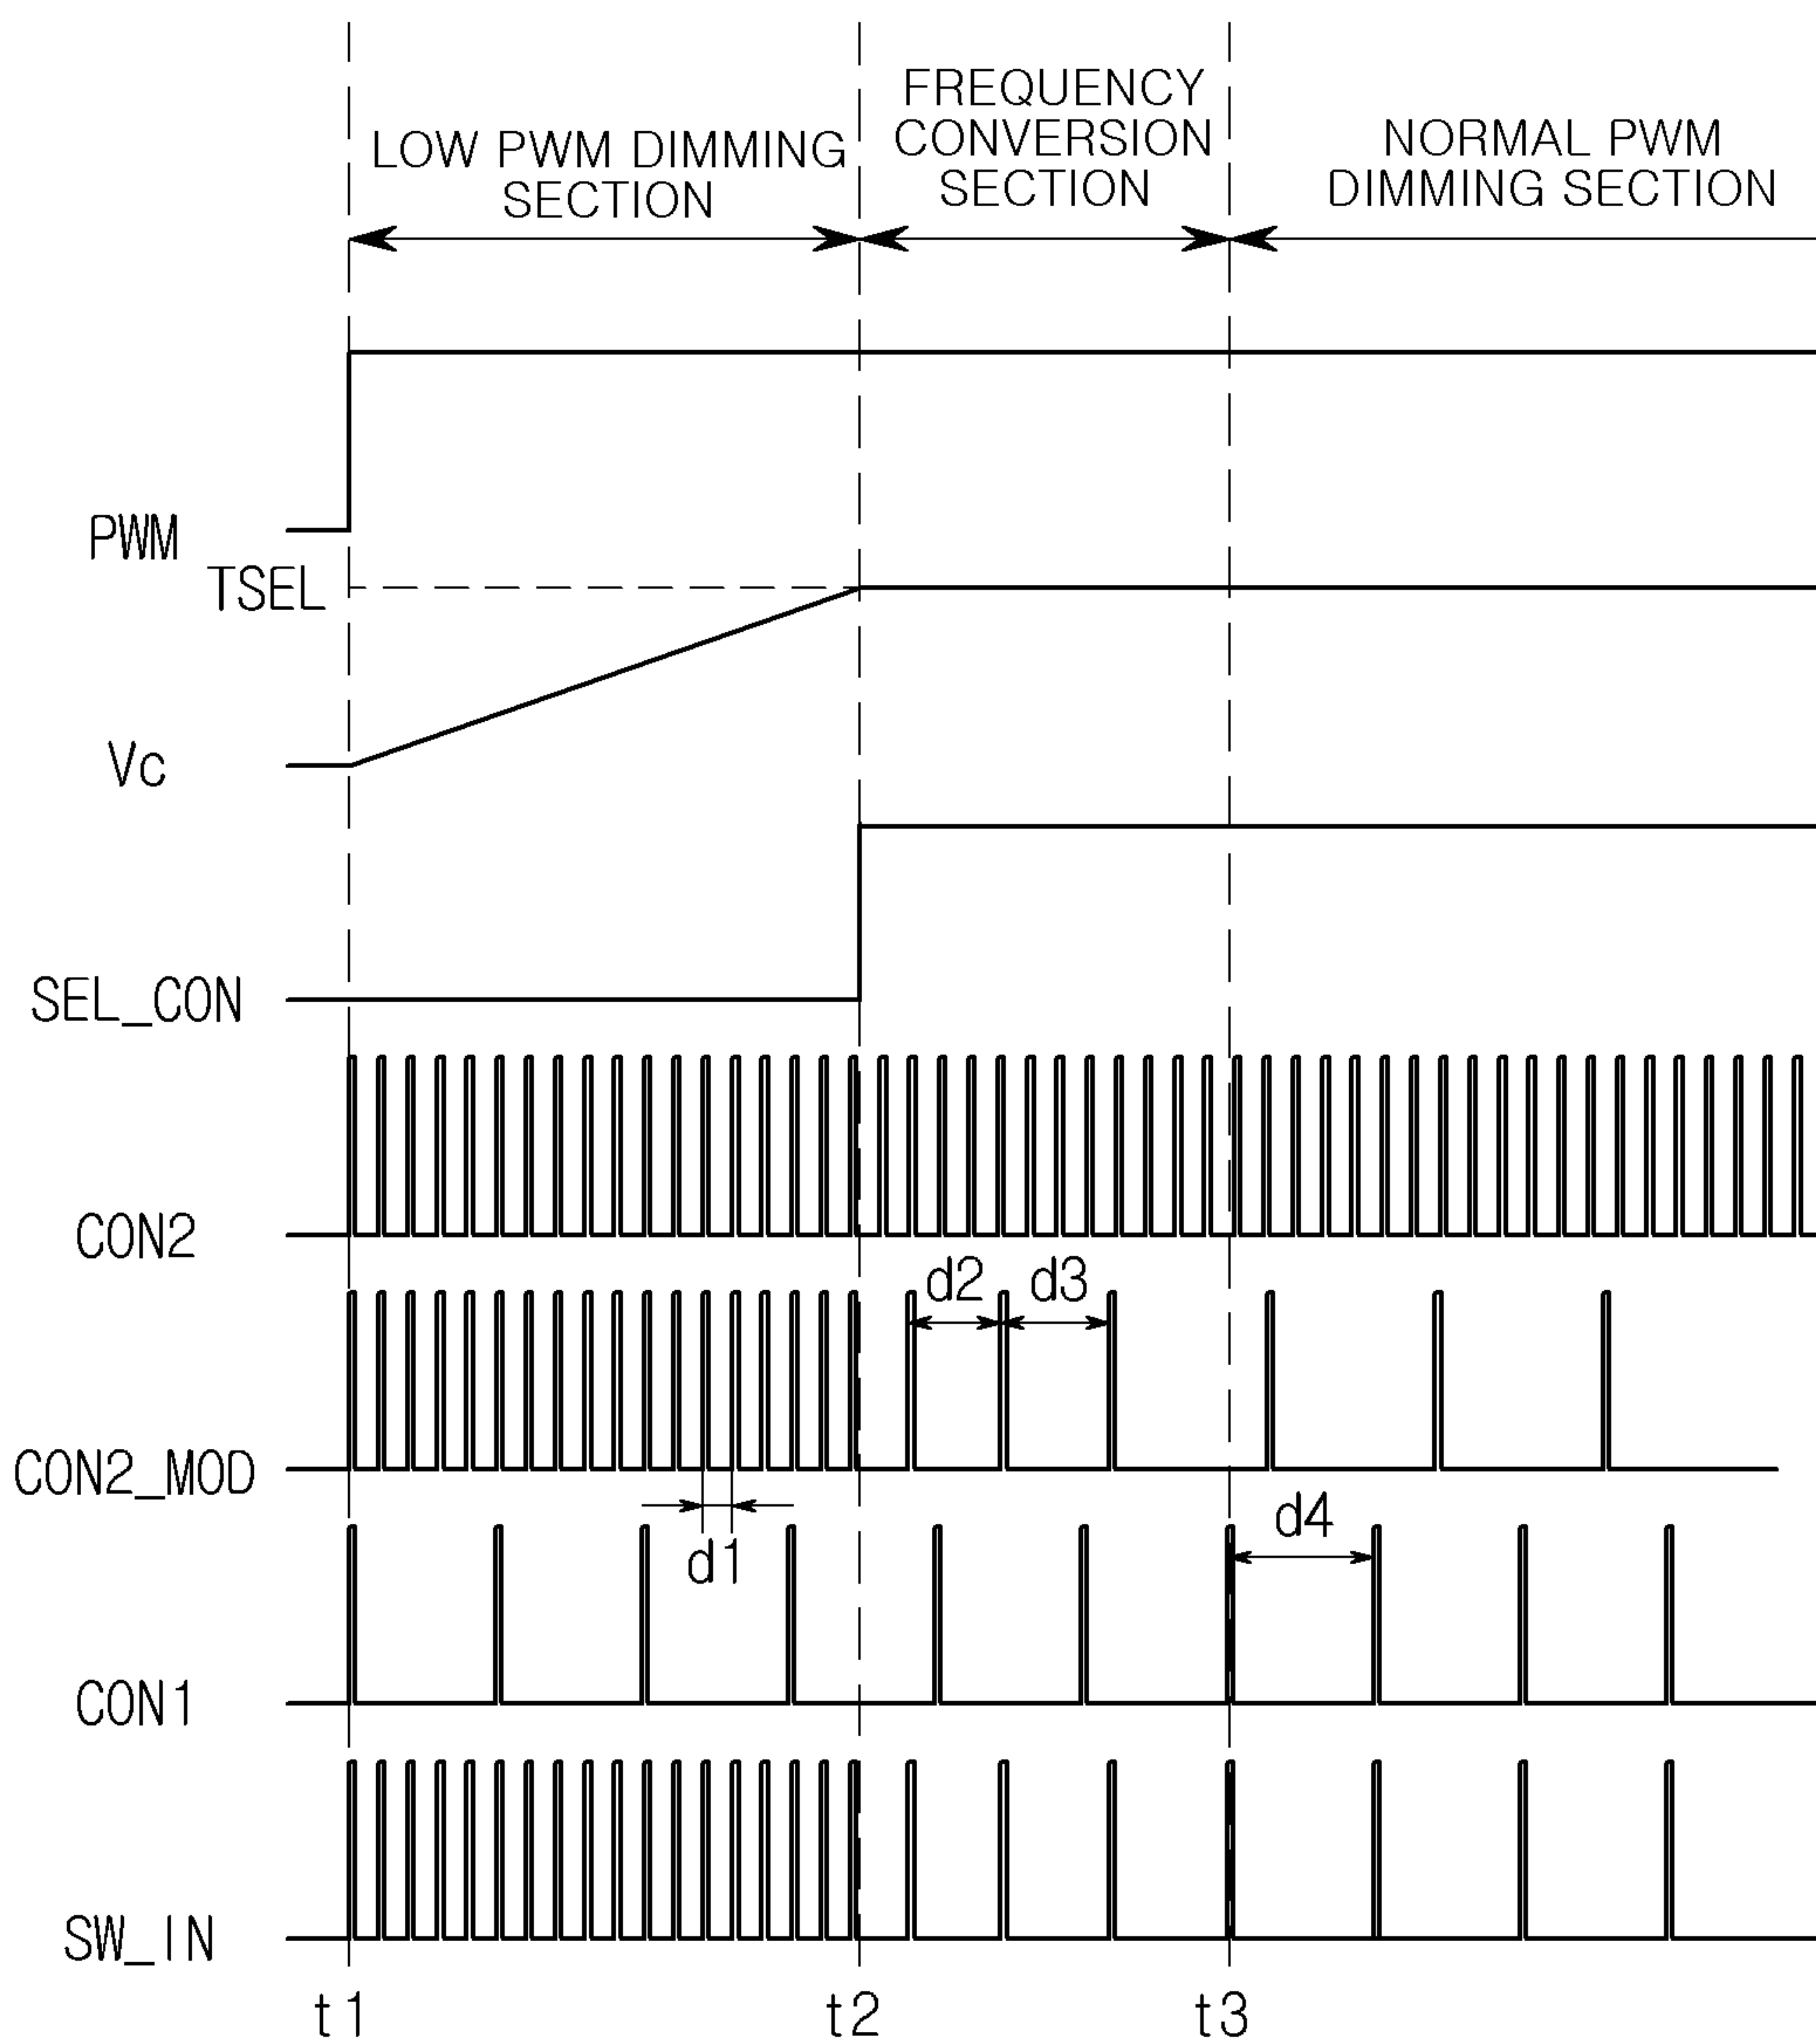 LOW PWM DIMMING
SECTION
FREQUENCY
CONVERSION
SECTION
NORMAL PWM
DIMMING SECTION
PWM
TSEL
Vc
SEL_CON
CON2
d2
d3
CON2_MOD
d1
d4
CON1
SW_IN
t1
t2
t3